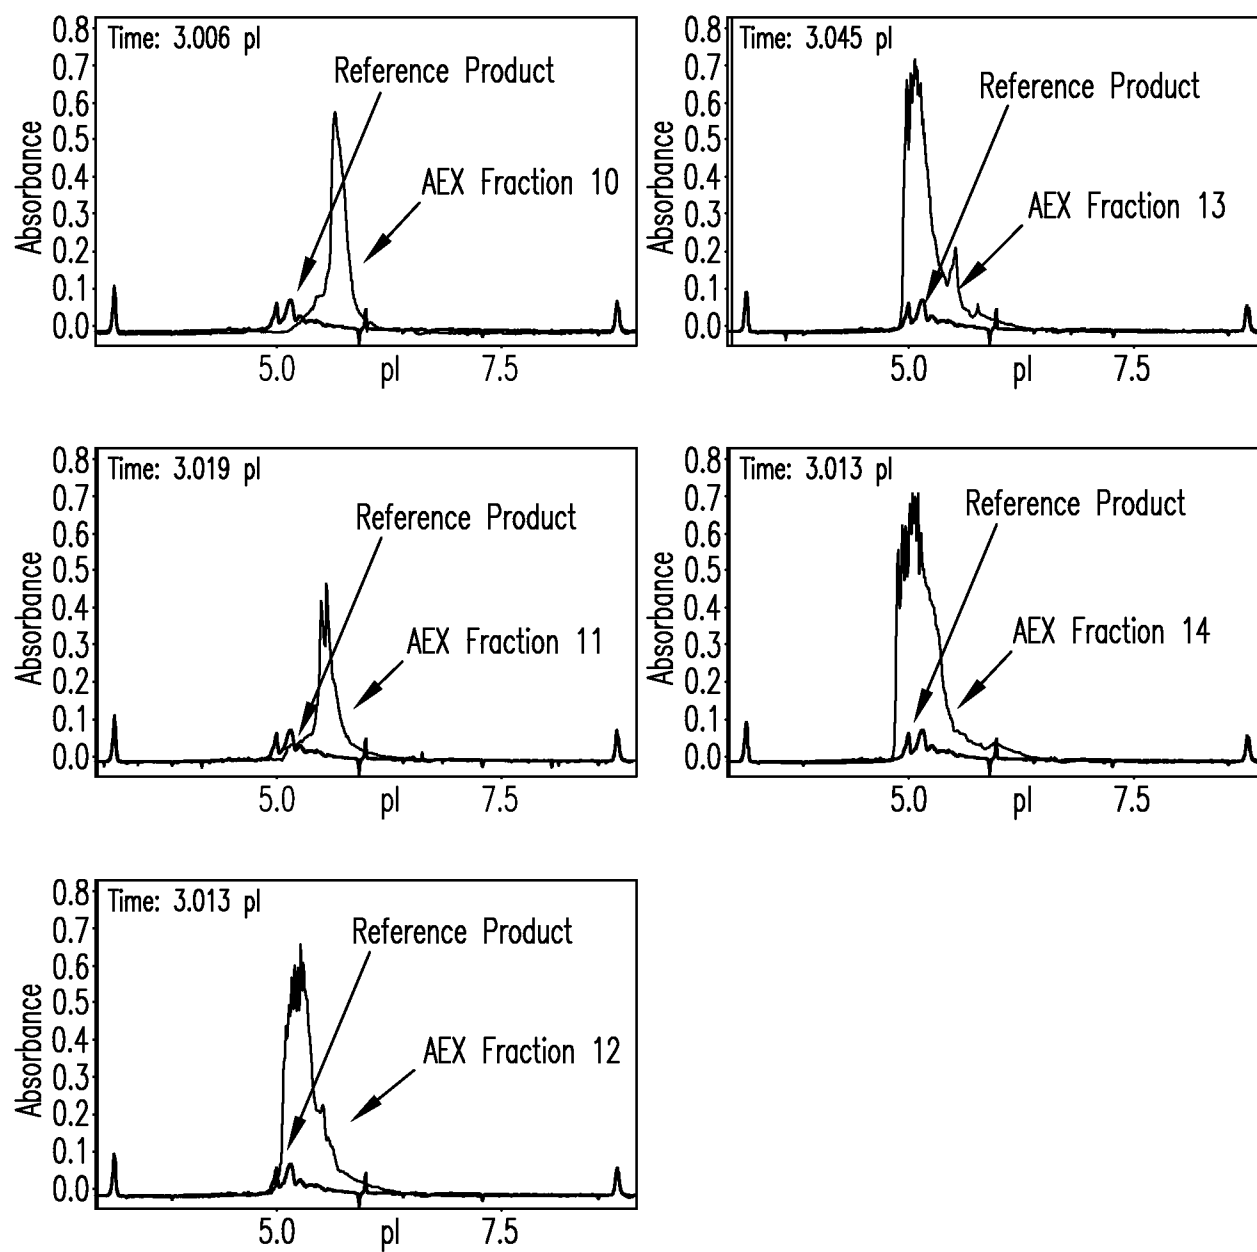 Time: 3.006 pI
Reference Product
AEX Fraction 10
Absorbance
0.8
0.7
0.6
0.5
0.4
0.3
0.2
0.1
0.0
5.0 pI 7.5
Time: 3.045 pI
Reference Product
AEX Fraction 13
Absorbance
0.8
0.7
0.6
0.5
0.4
0.3
0.2
0.1
0.0
5.0 pI 7.5
Time: 3.019 pI
Reference Product
AEX Fraction 11
Absorbance
0.8
0.7
0.6
0.5
0.4
0.3
0.2
0.1
0.0
5.0 pI 7.5
Time: 3.013 pI
Reference Product
AEX Fraction 14
Absorbance
0.8
0.7
0.6
0.5
0.4
0.3
0.2
0.1
0.0
5.0 pI 7.5
Time: 3.013 pI
Reference Product
AEX Fraction 12
Absorbance
0.8
0.7
0.6
0.5
0.4
0.3
0.2
0.1
0.0
5.0 pI 7.5